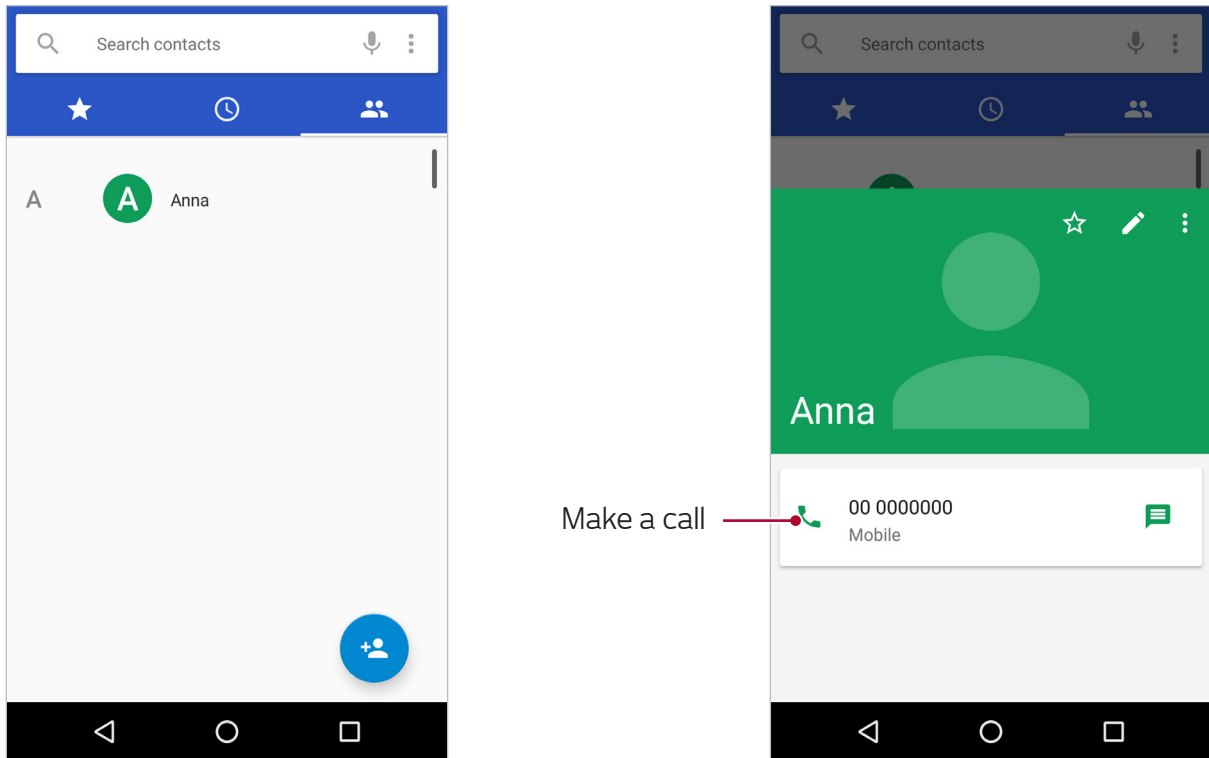 Search contacts
A
A
Anna
Make a call
Search contacts
Anna
00 0000000
Mobile